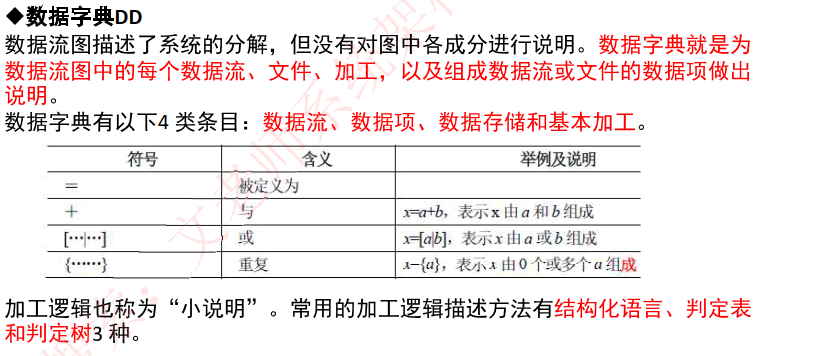 ◆数据字典DD
数据流图描述了系统的分解，但没有对图中各成分进行说明。数据字典就是为
数据流图中的每个数据流、文件、加工，以及组成数据流或文件的数据项做出
说明。
数据字典有以下4 类条目：数据流、数据项、数据存储和基本加工。
符号 含义 举例及说明
= 被定义为
+ 与 x=a+b，表示 x 由 a 和 b 组成
[…|…] 或 x=[a|b]，表示 x 由 a 或 b 组成
{……} 重复 x={a}，表示 x 由 0 个或多个 a 组成
加工逻辑也称为“小说明”。常用的加工逻辑描述方法有结构化语言、判定表
和判定树3 种。